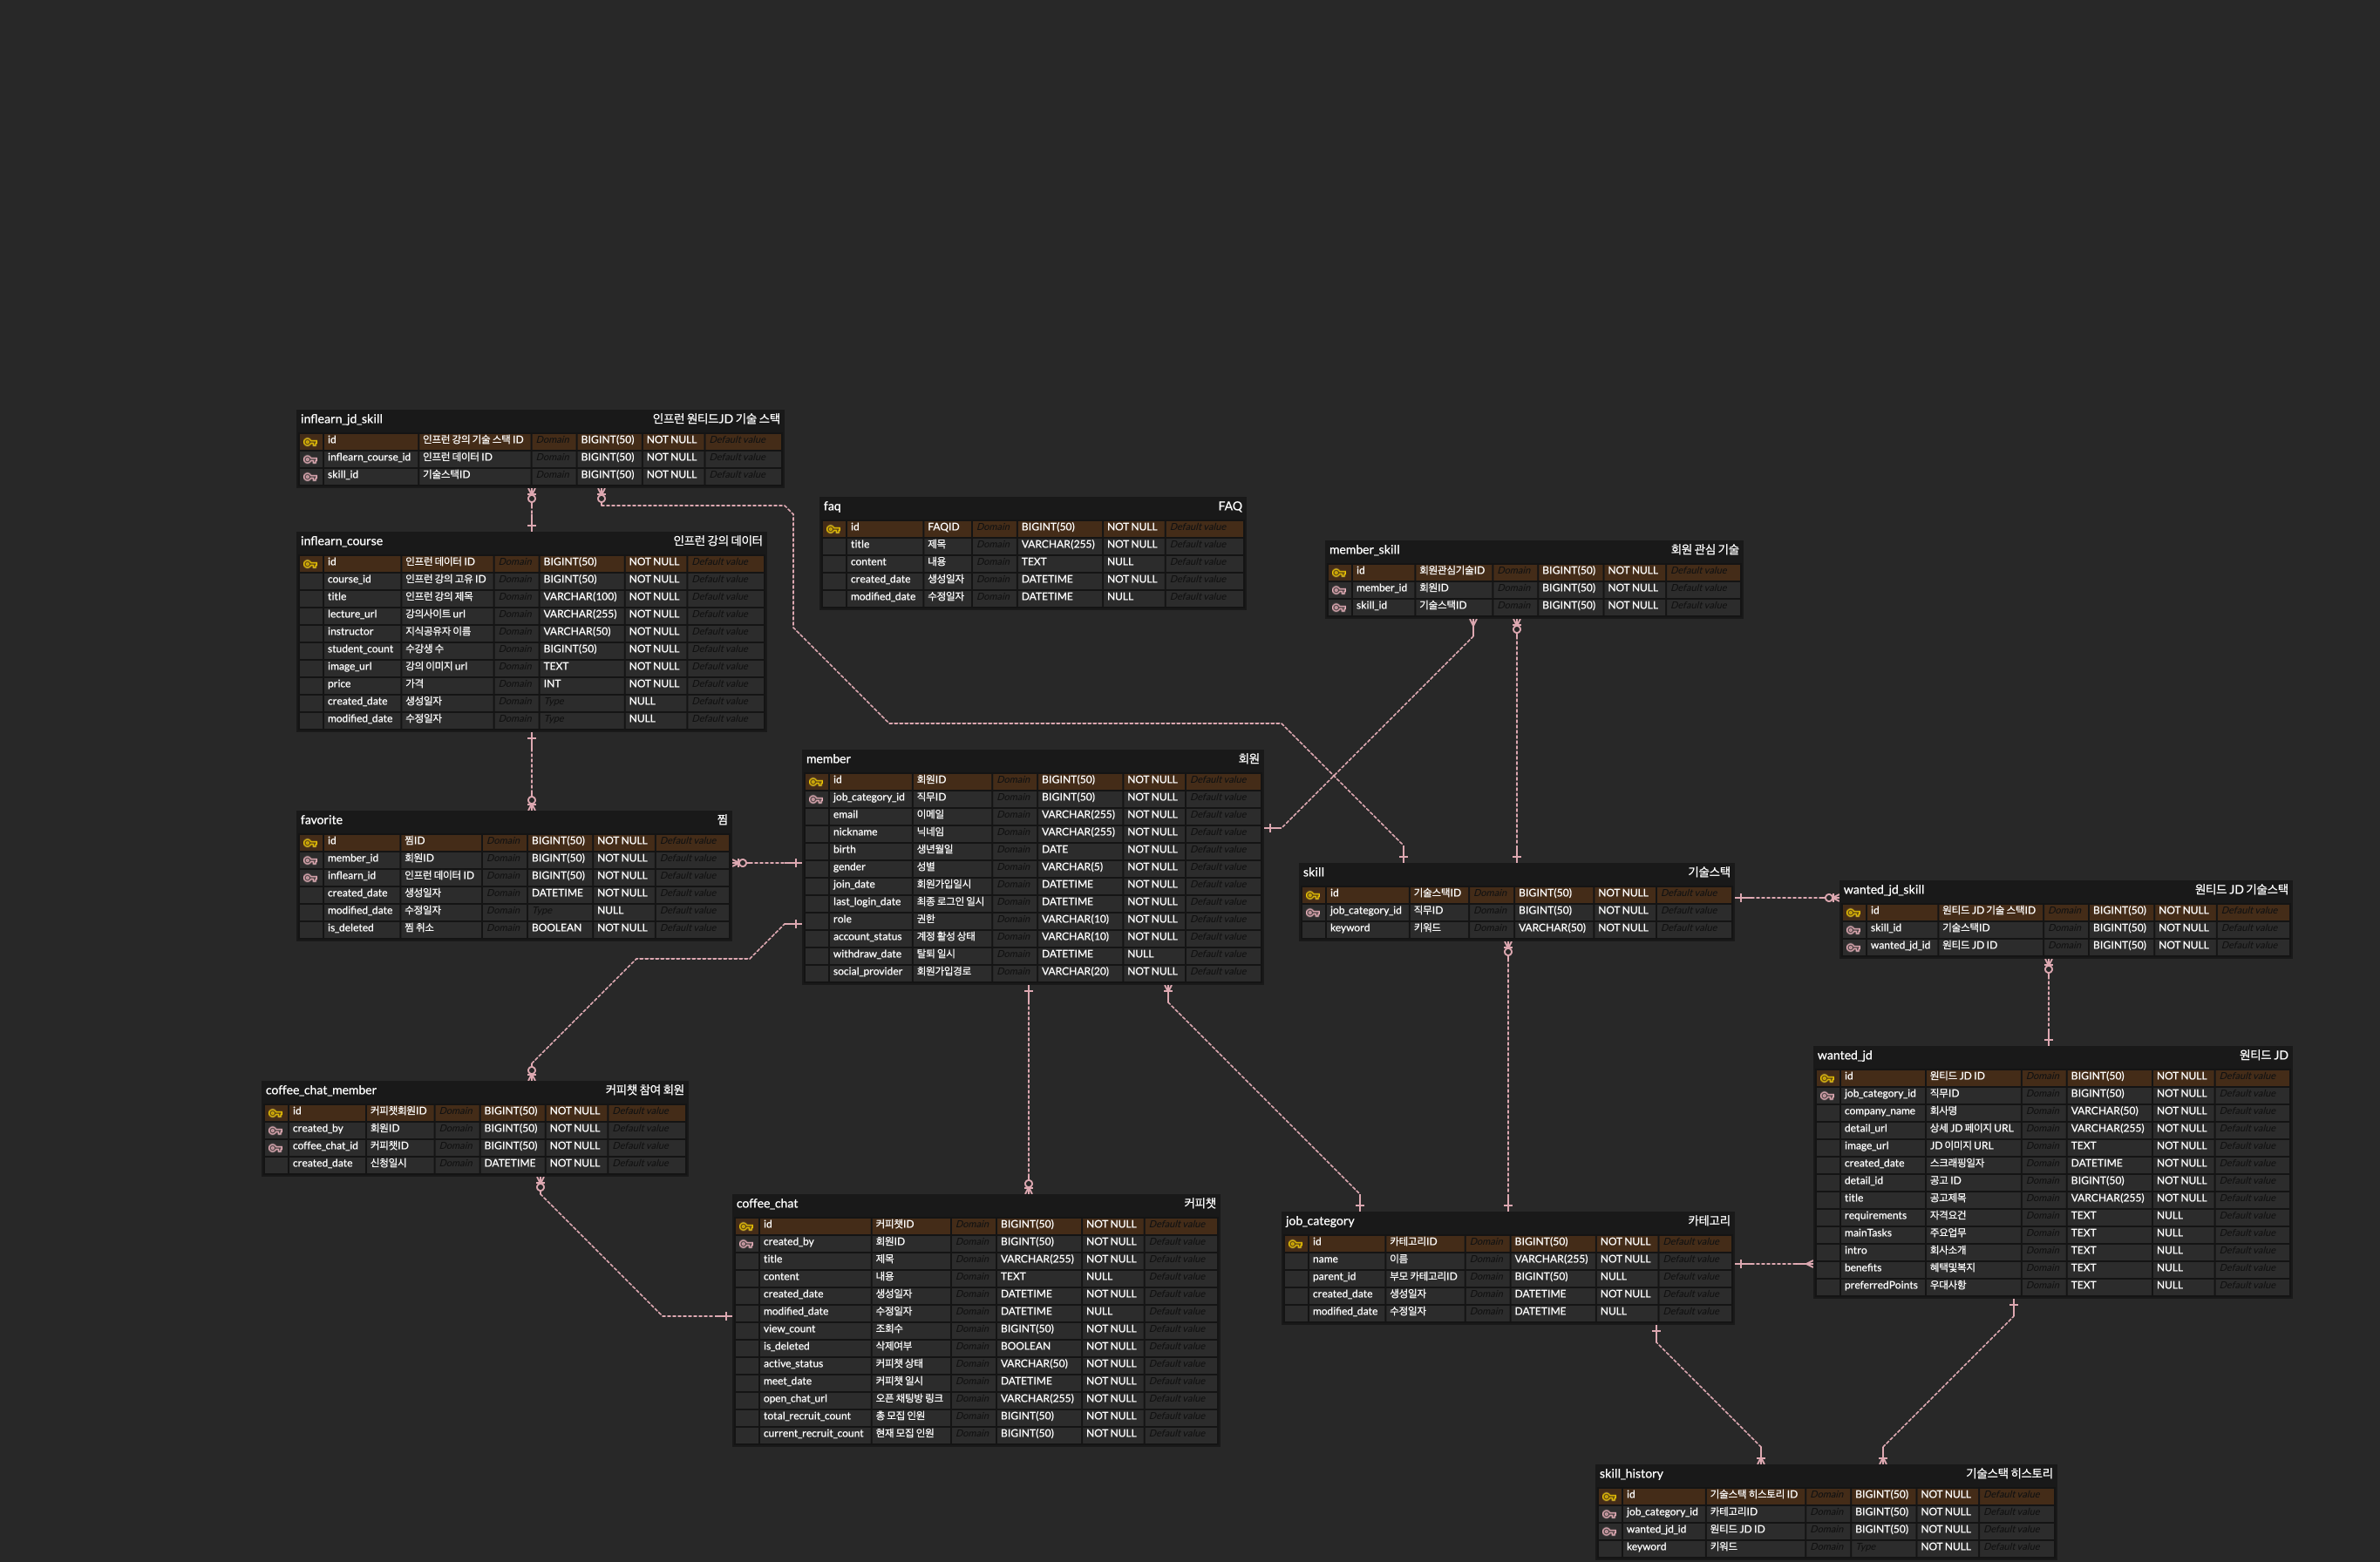 inflearn_jd_skill 인프런 원티드JD 기술 스택
id 인프런 강의 기술 스택 ID Domain BIGINT(50) NOT NULL Default value
inflearn_course_id 인프런 데이터 ID Domain BIGINT(50) NOT NULL Default value
skill_id 기술스택ID Domain BIGINT(50) NOT NULL Default value
faq FAQ
id FAQID Domain BIGINT(50) NOT NULL Default value
title 제목 Domain VARCHAR(255) NOT NULL Default value
content 내용 Domain TEXT NULL Default value
created_date 생성일자 Domain DATETIME NOT NULL Default value
modified_date 수정일자 Domain DATETIME NULL Default value
inflearn_course 인프런 강의 데이터
id 인프런 데이터 ID Domain BIGINT(50) NOT NULL Default value
course_id 인프런 강의 고유 ID Domain BIGINT(50) NOT NULL Default value
title 인프런 강의 제목 Domain VARCHAR(100) NOT NULL Default value
lecture_url 강의사이트 url Domain VARCHAR(255) NOT NULL Default value
instructor 지식공유자 이름 Domain VARCHAR(50) NOT NULL Default value
student_count 수강생 수 Domain BIGINT(50) NOT NULL Default value
image_url 강의 이미지 url Domain TEXT NOT NULL Default value
price 가격 Domain INT NOT NULL Default value
created_date 생성일자 Domain Type NULL Default value
modified_date 수정일자 Domain Type NULL Default value
member_skill 회원 관심 기술
id 회원관심기술ID Domain BIGINT(50) NOT NULL Default value
member_id 회원ID Domain BIGINT(50) NOT NULL Default value
skill_id 기술스택ID Domain BIGINT(50) NOT NULL Default value
member 회원
id 회원ID Domain BIGINT(50) NOT NULL Default value
job_category_id 직무ID Domain BIGINT(50) NOT NULL Default value
email 이메일 Domain VARCHAR(255) NOT NULL Default value
nickname 닉네임 Domain VARCHAR(255) NOT NULL Default value
birth 생년월일 Domain DATE NOT NULL Default value
gender 성별 Domain VARCHAR(5) NOT NULL Default value
join_date 회원가입일시 Domain DATETIME NOT NULL Default value
last_login_date 최종 로그인 일시 Domain DATETIME NOT NULL Default value
role 권한 Domain VARCHAR(10) NOT NULL Default value
account_status 계정 활성 상태 Domain VARCHAR(10) NOT NULL Default value
withdraw_date 탈퇴 일시 Domain DATETIME NULL Default value
social_provider 회원가입경로 Domain VARCHAR(20) NOT NULL Default value
favorite 찜
id 찜ID Domain BIGINT(50) NOT NULL Default value
member_id 회원ID Domain BIGINT(50) NOT NULL Default value
inflearn_id 인프런 데이터 ID Domain BIGINT(50) NOT NULL Default value
created_date 생성일자 Domain DATETIME NOT NULL Default value
modified_date 수정일자 Domain Type NULL Default value
is_deleted 찜 취소 Domain BOOLEAN NOT NULL Default value
skill 기술스택
id 기술스택ID Domain BIGINT(50) NOT NULL Default value
job_category_id 직무ID Domain BIGINT(50) NOT NULL Default value
keyword 키워드 Domain VARCHAR(50) NOT NULL Default value
wanted_jd_skill 원티드 JD 기술스택
id 원티드 JD 기술 스택ID Domain BIGINT(50) NOT NULL Default value
skill_id 기술스택ID Domain BIGINT(50) NOT NULL Default value
wanted_jd_id 원티드 JD ID Domain BIGINT(50) NOT NULL Default value
wanted_jd 원티드 JD
id 원티드 JD ID Domain BIGINT(50) NOT NULL Default value
job_category_id 직무ID Domain BIGINT(50) NOT NULL Default value
company_name 회사명 Domain VARCHAR(50) NOT NULL Default value
detail_url 상세 JD 페이지 URL Domain VARCHAR(255) NOT NULL Default value
image_url JD 이미지 URL Domain TEXT NOT NULL Default value
created_date 스크래핑일자 Domain DATETIME NOT NULL Default value
detail_id 공고 ID Domain BIGINT(50) NOT NULL Default value
title 공고제목 Domain VARCHAR(255) NOT NULL Default value
requirements 자격요건 Domain TEXT NULL Default value
mainTasks 주요업무 Domain TEXT NULL Default value
intro 회사소개 Domain TEXT NULL Default value
benefits 혜택및복지 Domain TEXT NULL Default value
preferredPoints 우대사항 Domain TEXT NULL Default value
coffee_chat_member 커피챗 참여 회원
id 커피챗회원ID Domain BIGINT(50) NOT NULL Default value
created_by 회원ID Domain BIGINT(50) NOT NULL Default value
coffee_chat_id 커피챗ID Domain BIGINT(50) NOT NULL Default value
created_date 신청일시 Domain DATETIME NOT NULL Default value
coffee_chat 커피챗
id 커피챗ID Domain BIGINT(50) NOT NULL Default value
created_by 회원ID Domain BIGINT(50) NOT NULL Default value
title 제목 Domain VARCHAR(255) NOT NULL Default value
content 내용 Domain TEXT NULL Default value
created_date 생성일자 Domain DATETIME NOT NULL Default value
modified_date 수정일자 Domain DATETIME NULL Default value
view_count 조회수 Domain BIGINT(50) NOT NULL Default value
is_deleted 삭제여부 Domain BOOLEAN NOT NULL Default value
active_status 커피챗 상태 Domain VARCHAR(50) NOT NULL Default value
meet_date 커피챗 일시 Domain DATETIME NOT NULL Default value
open_chat_url 오픈 채팅방 링크 Domain VARCHAR(255) NOT NULL Default value
total_recruit_count 총 모집 인원 Domain BIGINT(50) NOT NULL Default value
current_recruit_count 현재 모집 인원 Domain BIGINT(50) NOT NULL Default value
job_category 카테고리
id 카테고리ID Domain BIGINT(50) NOT NULL Default value
name 이름 Domain VARCHAR(255) NOT NULL Default value
parent_id 부모 카테고리ID Domain BIGINT(50) NULL Default value
created_date 생성일자 Domain DATETIME NOT NULL Default value
modified_date 수정일자 Domain DATETIME NULL Default value
skill_history 기술스택 히스토리
id 기술스택 히스토리 ID Domain BIGINT(50) NOT NULL Default value
job_category_id 카테고리ID Domain BIGINT(50) NOT NULL Default value
wanted_jd_id 원티드 JD ID Domain BIGINT(50) NOT NULL Default value
keyword 키워드 Domain Type NOT NULL Default value